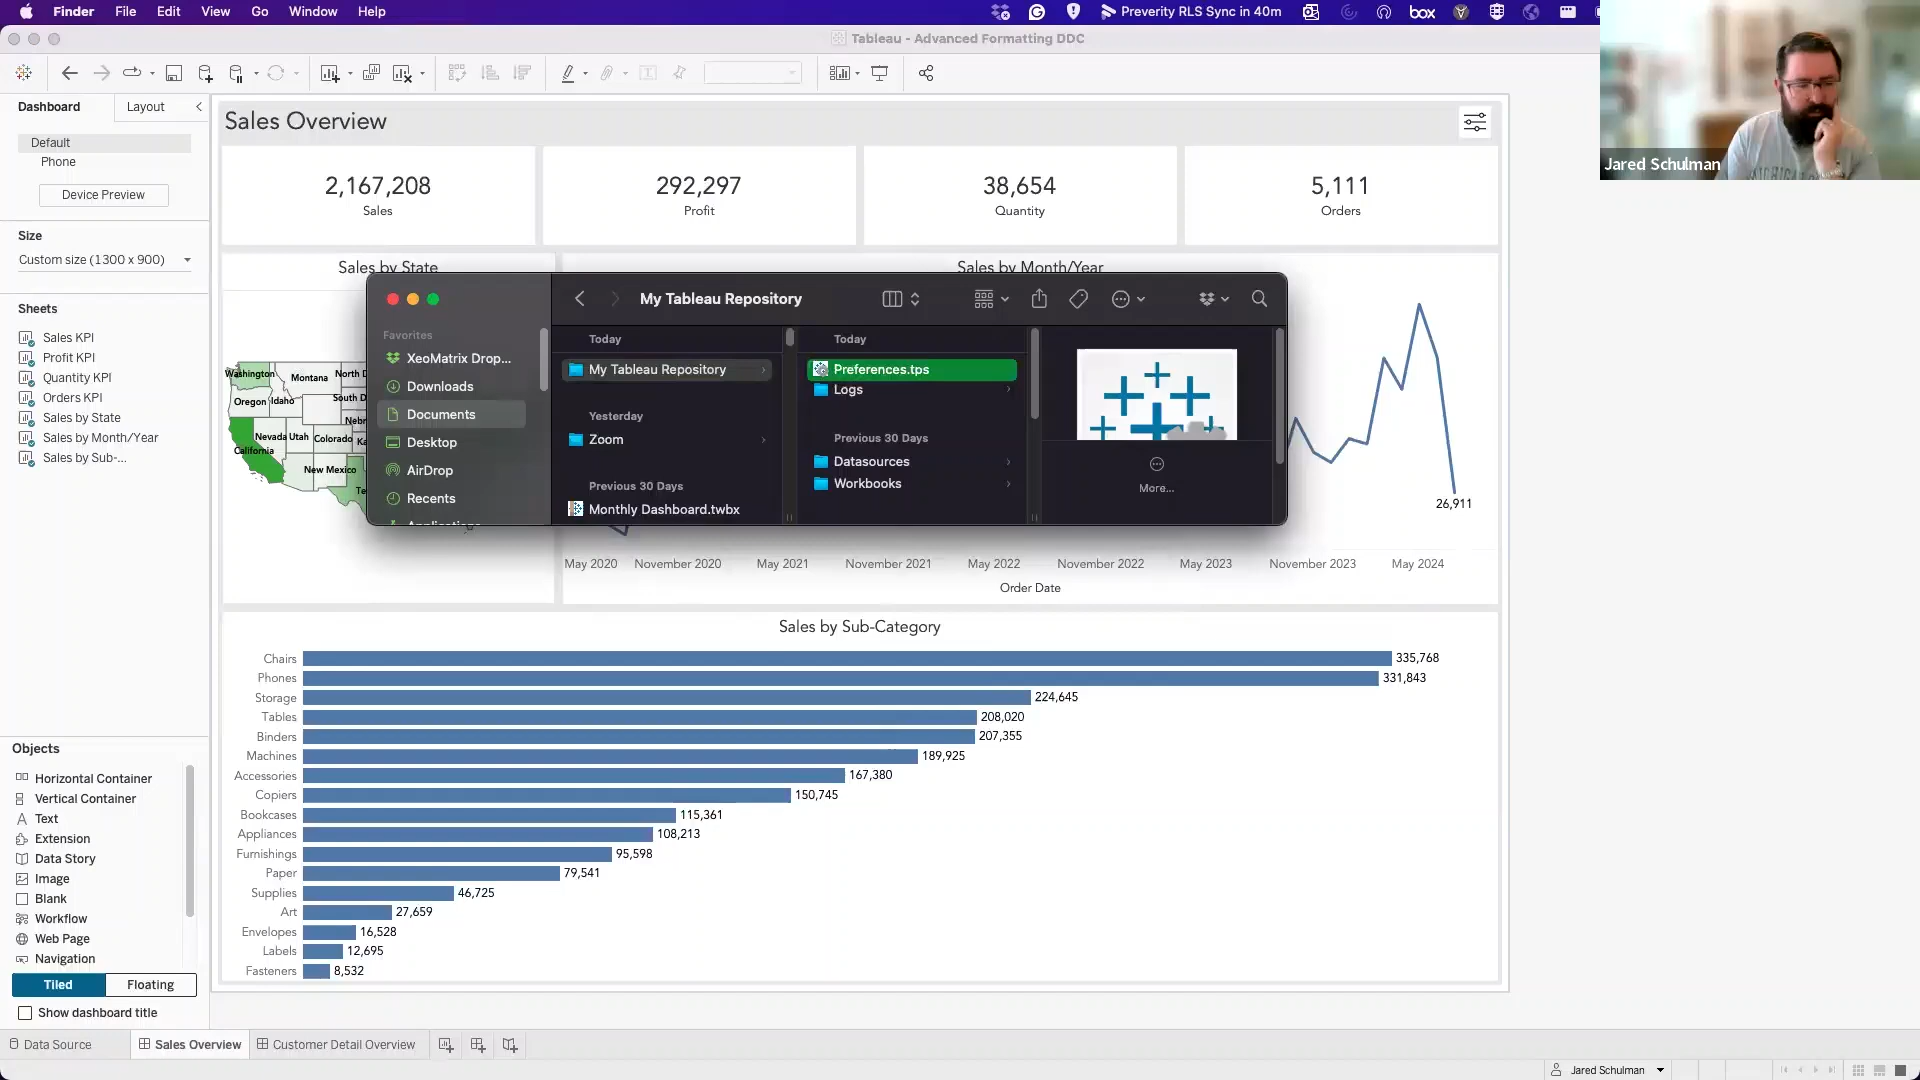 Finder File Edit View Go Window Help
Preverity RLS Sync in 40m
box
Tableau - Advanced Formatting DDC
Jared Schulman
Dashboard
Layout
Default
Phone
Device Preview
Size
Custom size (1300 x 900)
Sheets
Sales KPI
Profit KPI
Quantity KPI
Orders KPI
Sales by State
Sales by Month/Year
Sales by Sub-...
Objects
Horizontal Container
Vertical Container
Text
Extension
Data Story
Image
Blank
Workflow
Web Page
Navigation
Tiled
Floating
Show dashboard title
Sales Overview
2,167,208
Sales
292,297
Profit
38,654
Quantity
5,111
Orders
Sales by State
Sales by Month/Year
Washington
Montana
North D
Oregon
Idaho
South D
Nebr
Nevada
Utah
Colorado
Ka
California
New Mexico
Te
My Tableau Repository
Favorites
XeoMatrix Drop...
Downloads
Documents
Desktop
AirDrop
Recents
Applications
Today
My Tableau Repository
Yesterday
Zoom
Previous 30 Days
Monthly Dashboard.twbx
Today
Preferences.tps
Logs
Previous 30 Days
Datasources
Workbooks
More...
26,911
May 2020
November 2020
May 2021
November 2021
May 2022
November 2022
May 2023
November 2023
May 2024
Order Date
Sales by Sub-Category
Chairs 335,768
Phones 331,843
Storage 224,645
Tables 208,020
Binders 207,355
Machines 189,925
Accessories 167,380
Copiers 150,745
Bookcases 115,361
Appliances 108,213
Furnishings 95,598
Paper 79,541
Supplies 46,725
Art 27,659
Envelopes 16,528
Labels 12,695
Fasteners 8,532
Data Source
Sales Overview
Customer Detail Overview
Jared Schulman